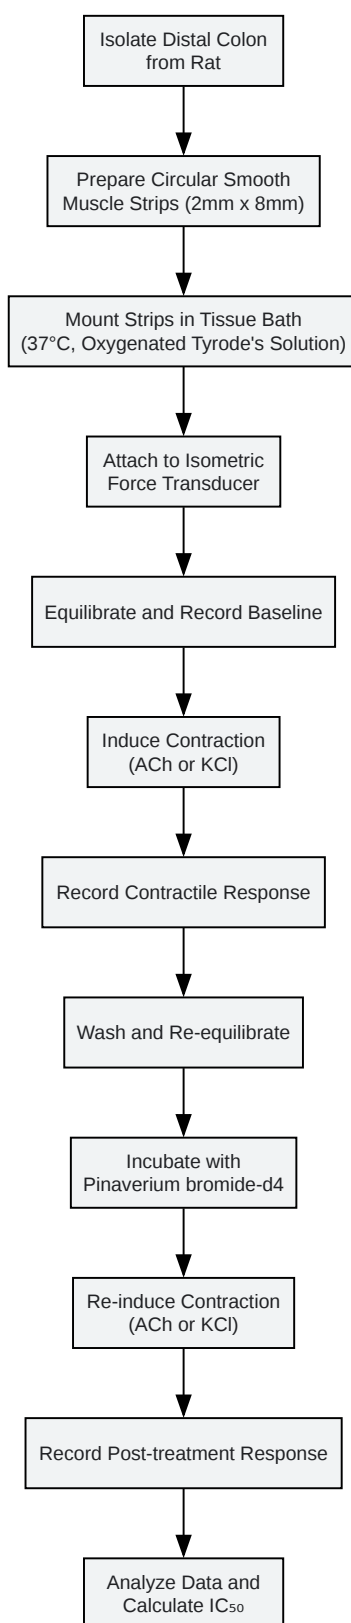 Isolate Distal Colon
from Rat
Prepare Circular Smooth
Muscle Strips (2mm x 8mm)
Mount Strips in Tissue Bath
(37°C, Oxygenated Tyrode's Solution)
Attach to Isometric
Force Transducer
Equilibrate and Record Baseline
Induce Contraction
(ACh or KCl)
Record Contractile Response
Wash and Re-equilibrate
Incubate with
Pinaverium bromide-d4
Re-induce Contraction
(ACh or KCl)
Record Post-treatment Response
Analyze Data and
Calculate IC₅₀